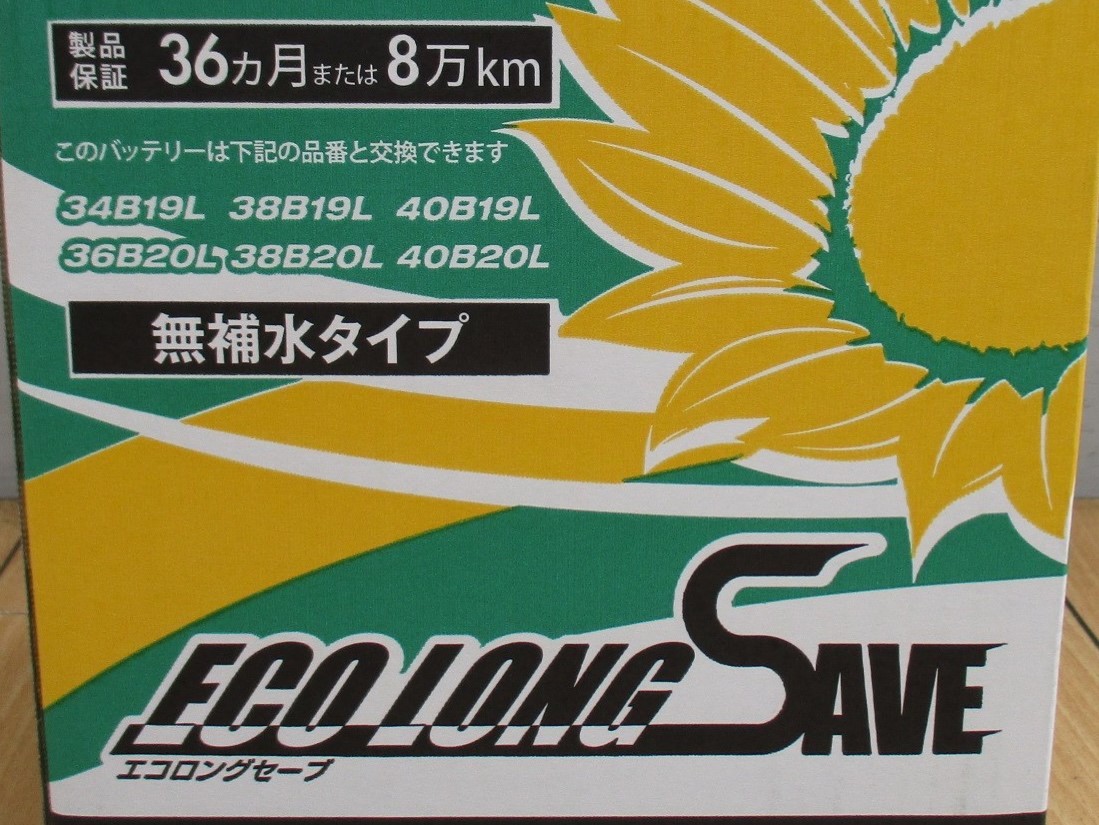 製品保証 36カ月または8万km
このバッテリーは下記の品番と交換できます
34B19L 38B19L 40B19L
36B20L 38B20L 40B20L
無補水タイプ
ECO LONG SAVE
エコロングセーブ